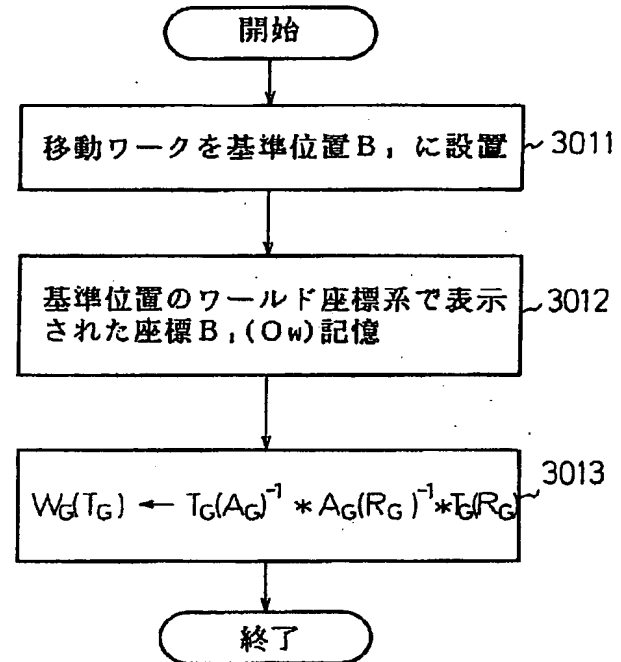 開始
移動ワークを基準位置B₁に設置
3011
基準位置のワールド座標系で表示
された座標B₁(Ow)記憶
3012
W_G(T_G) ← T_G(A_G)⁻¹ * A_G(R_G)⁻¹ * T_G(R_G)
3013
終了